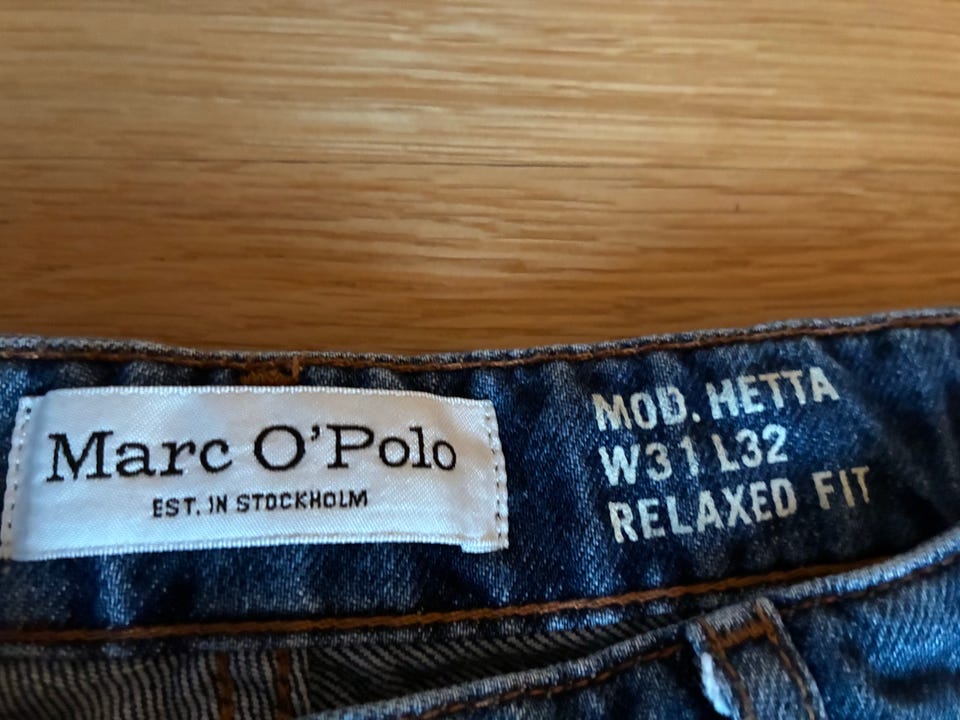 Marc O'Polo
EST. IN STOCKHOLM
MOD. HETTA
W31 L32
RELAXED FIT